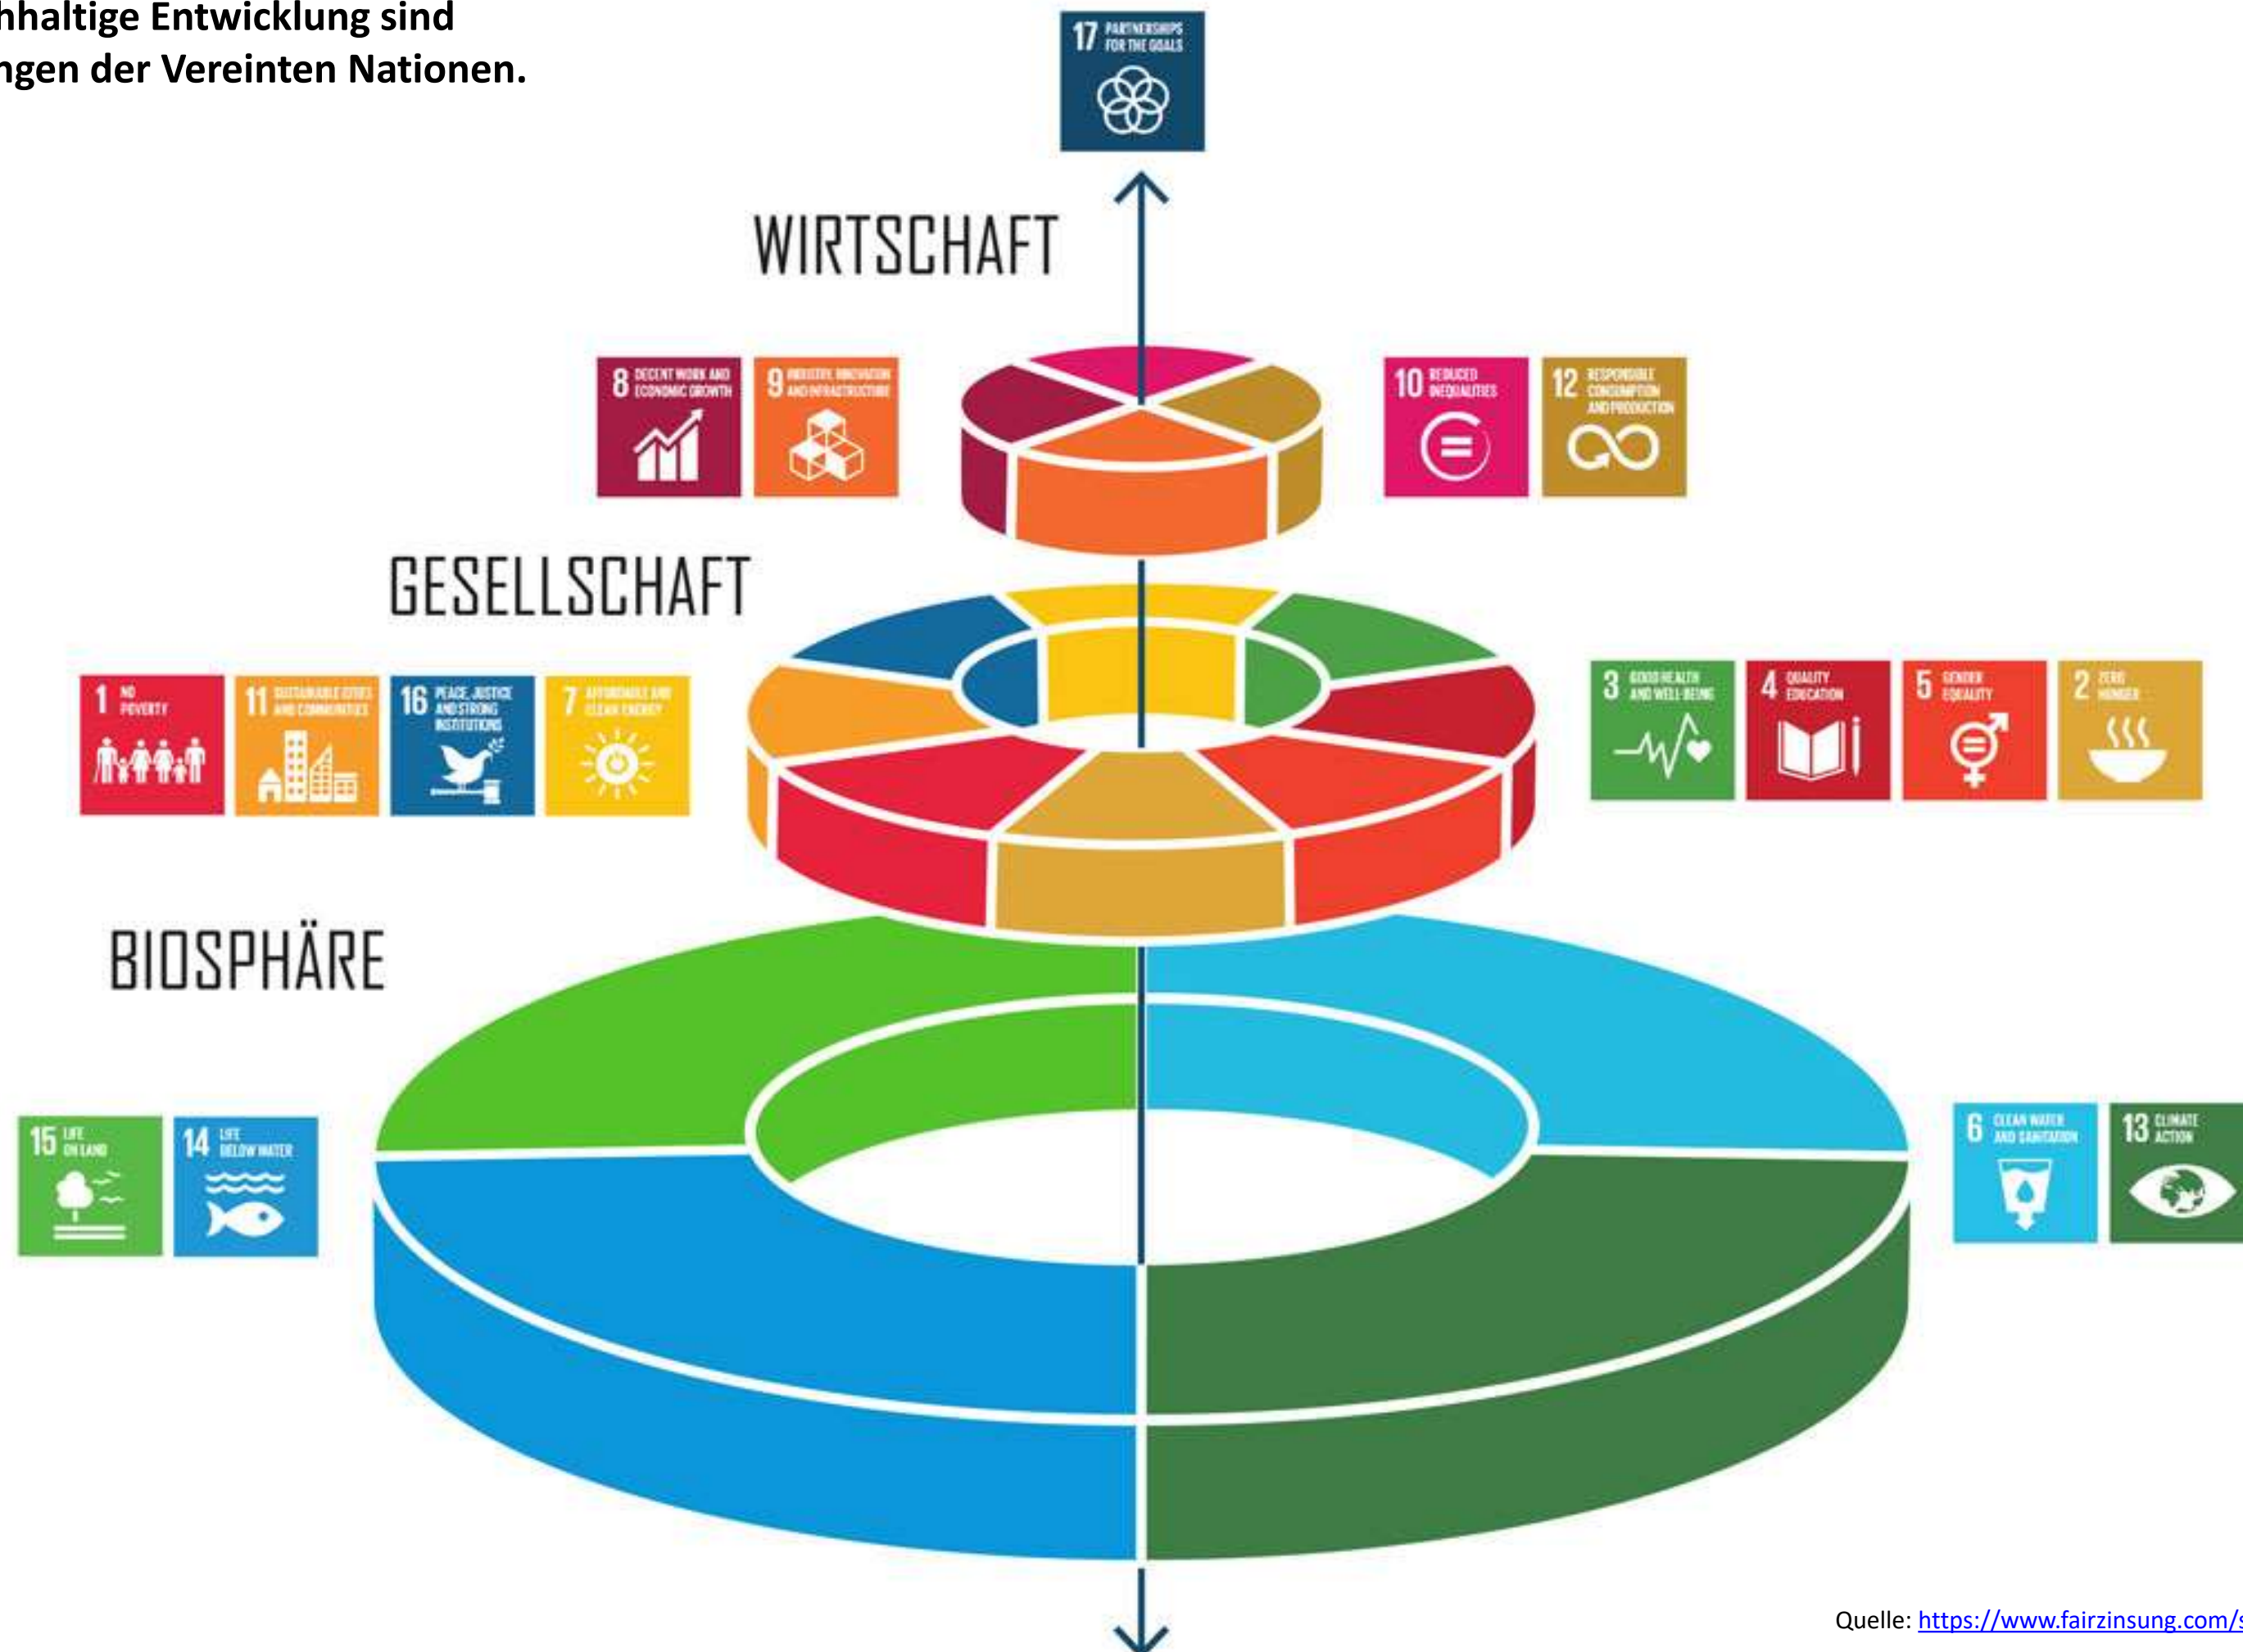 hhaltige Entwicklung sind
ngen der Vereinten Nationen.
17 PARTNERSHIPS
FOR THE GOALS
WIRTSCHAFT
8 DECENT WORK AND
ECONOMIC GROWTH
9 INDUSTRY, INNOVATION
AND INFRASTRUCTURE
10 REDUCED
INEQUALITIES
12 RESPONSIBLE
CONSUMPTION
AND PRODUCTION
GESELLSCHAFT
1 NO
POVERTY
11 SUSTAINABLE CITIES
AND COMMUNITIES
16 PEACE, JUSTICE
AND STRONG
INSTITUTIONS
7 AFFORDABLE AND
CLEAN ENERGY
3 GOOD HEALTH
AND WELL-BEING
4 QUALITY
EDUCATION
5 GENDER
EQUALITY
2 ZERO
HUNGER
BIOSPHÄRE
15 LIFE
ON LAND
14 LIFE
BELOW WATER
6 CLEAN WATER
AND SANITATION
13 CLIMATE
ACTION
Quelle: https://www.fairzinsung.com/s